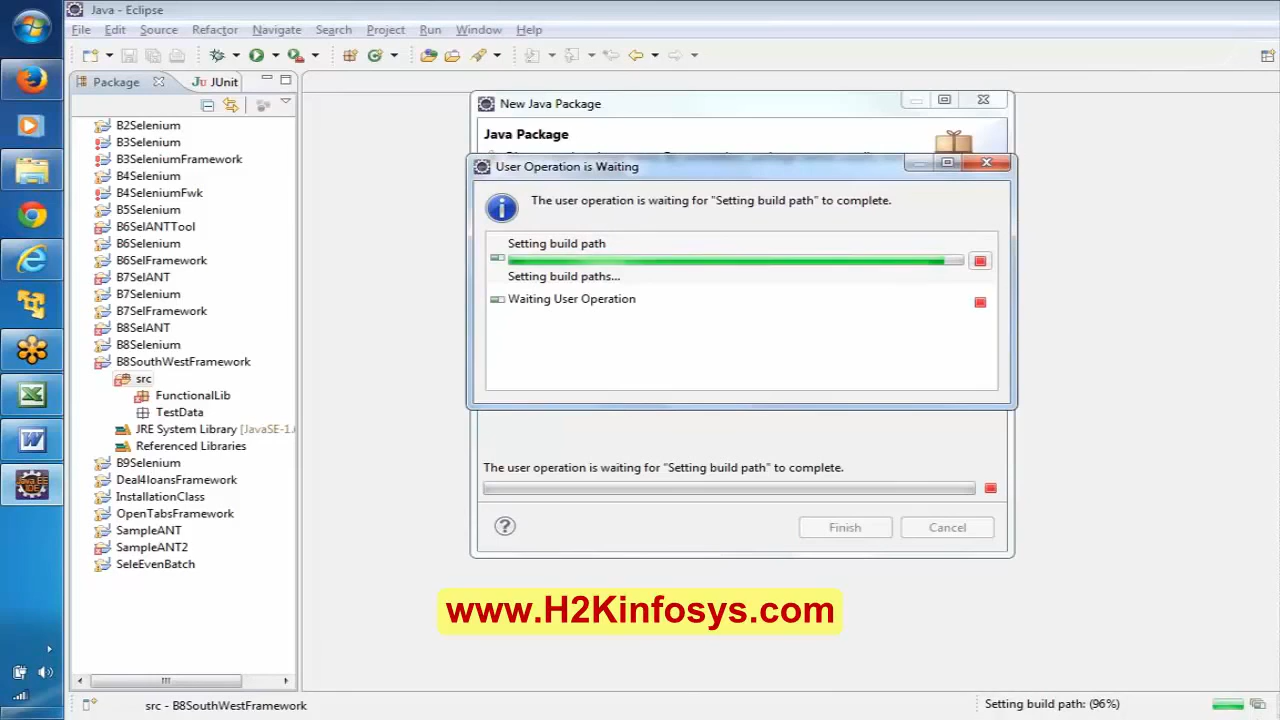 Java - Eclipse
File Edit Source Refactor Navigate Search Project Run Window Help
Package
JUnit
B2Selenium
B3Selenium
B3SeleniumFramework
B4Selenium
B4SeleniumFwk
B5Selenium
B6SelANTTool
B6Selenium
B6SelFramework
B7SelANT
B7Selenium
B7SelFramework
B8SelANT
B8Selenium
B8SouthWestFramework
src
FunctionalLib
TestData
JRE System Library [JavaSE-1.
Referenced Libraries
B9Selenium
Deal4loansFramework
InstallationClass
OpenTabsFramework
SampleANT
SampleANT2
SeleEvenBatch
New Java Package
Java Package
User Operation is Waiting
The user operation is waiting for "Setting build path" to complete.
Setting build path
Setting build paths...
Waiting User Operation
The user operation is waiting for "Setting build path" to complete.
Finish
Cancel
www.H2Kinfosys.com
src - B8SouthWestFramework
Setting build path: (96%)